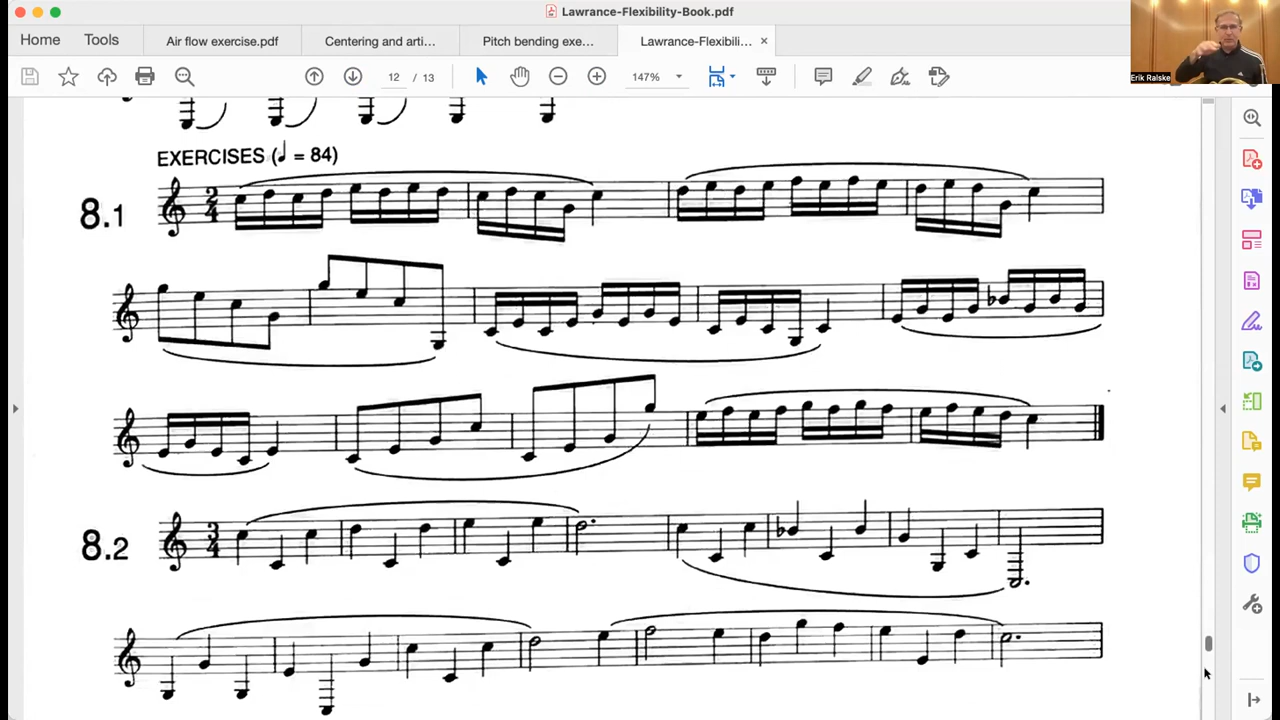 Lawrance-Flexibility-Book.pdf
Home Tools Air flow exercise.pdf Centering and arti... Pitch bending exe... Lawrance-Flexibili... ×
12 / 13 147%
Erik Ralske
EXERCISES (♩ = 84)
8.1
2
4
8.2
3
4